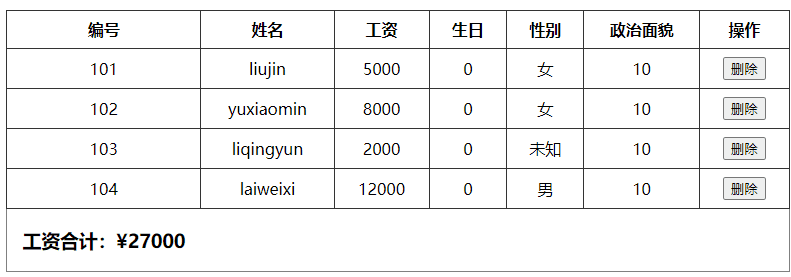 编号 姓名 工资 生日 性别 政治面貌 操作
101 liujin 5000 0 女 10 删除
102 yuxiaomin 8000 0 女 10 删除
103 liqingyun 2000 0 未知 10 删除
104 laiweixi 12000 0 男 10 删除
工资合计：¥27000